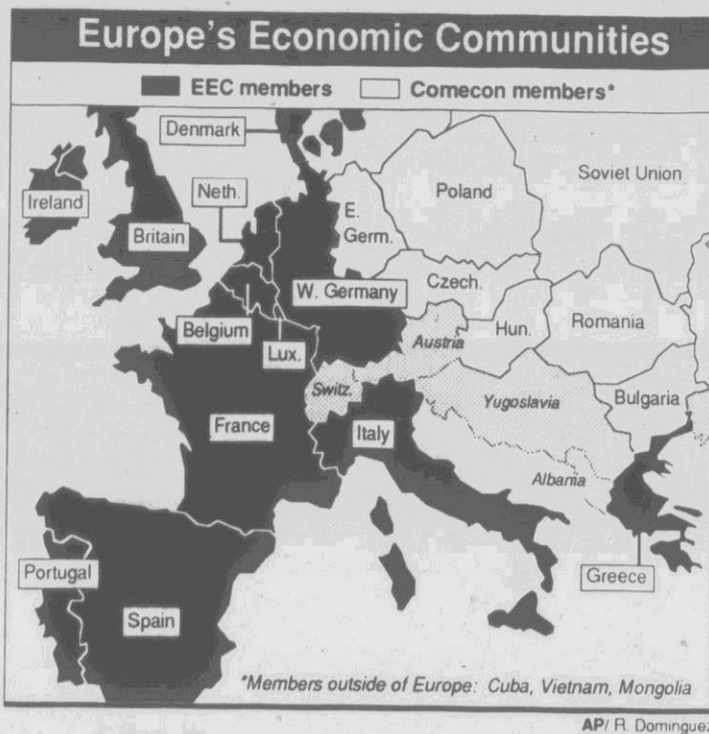 Europe's Economic Communities
EEC members
Comecon members*
Denmark
Ireland
Neth.
Britain
E.
Germ.
Poland
Soviet Union
W. Germany
Czech.
Belgium
Lux.
Austria
Hun.
Romania
Switz.
Yugoslavia
Bulgaria
France
Italy
Albania
Portugal
Greece
Spain
*Members outside of Europe: Cuba, Vietnam, Mongolia
AP/ R. Dominguez